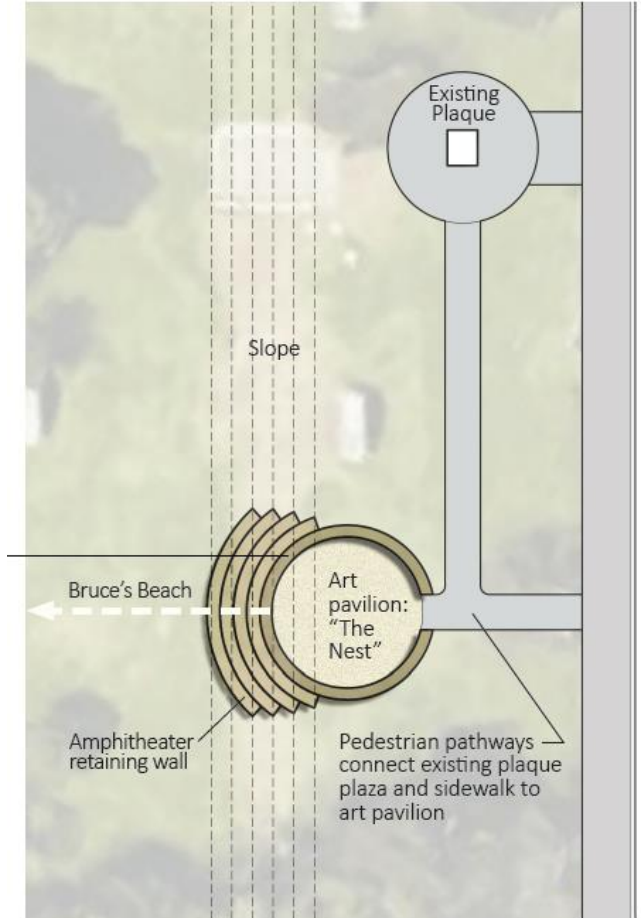 Existing
Plaque
Slope
Bruce's Beach
Art
pavilion:
"The
Nest"
Amphitheater
retaining wall
Pedestrian pathways
connect existing plaque
plaza and sidewalk to
art pavilion